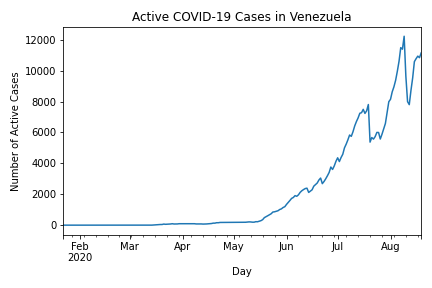 Active COVID-19 Cases in Venezuela
Number of Active Cases
12000
10000
8000
6000
4000
2000
0
Feb Mar Apr May Jun Jul Aug
2020
Day